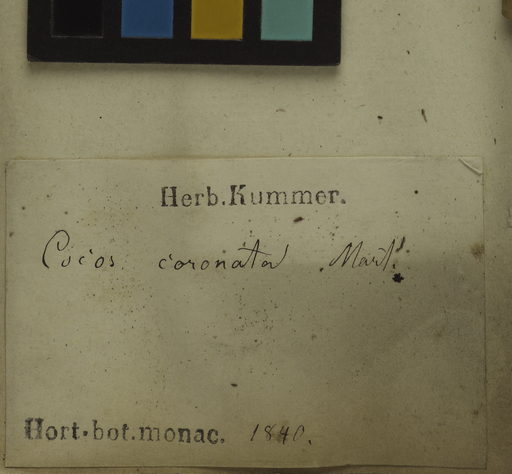 Herb. Kummer.
Cocos coronata Mart.
Hort. bot. monac. 1840.